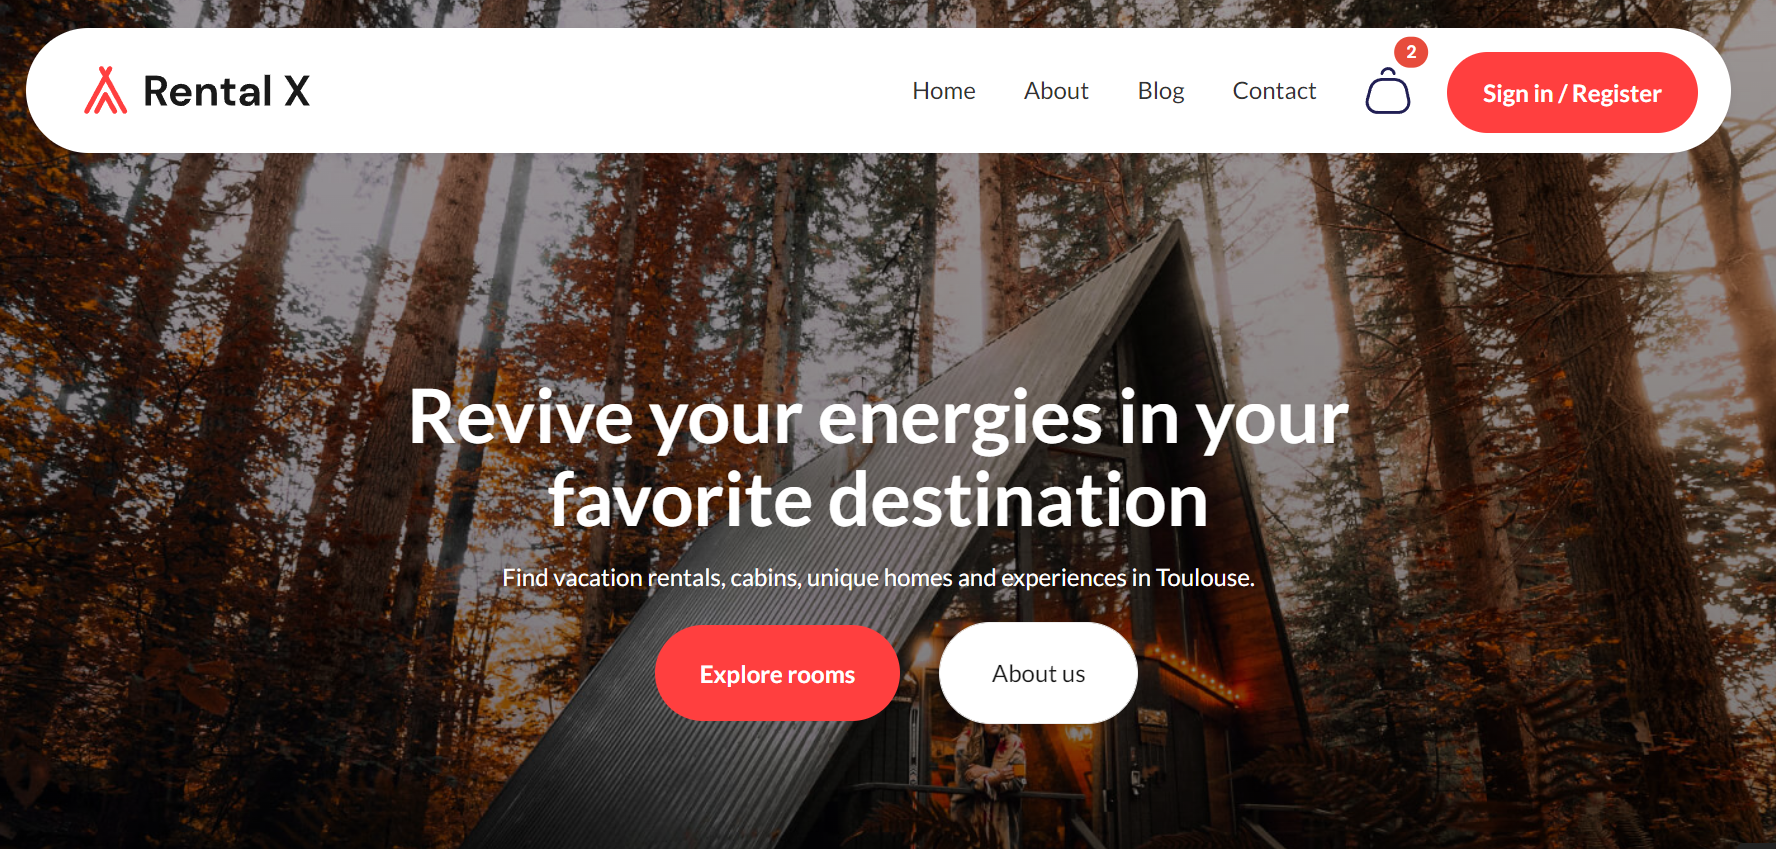 Rental X
Home
About
Blog
Contact
2
Sign in / Register
Revive your energies in your
favorite destination
Find vacation rentals, cabins, unique homes and experiences in Toulouse.
Explore rooms
About us